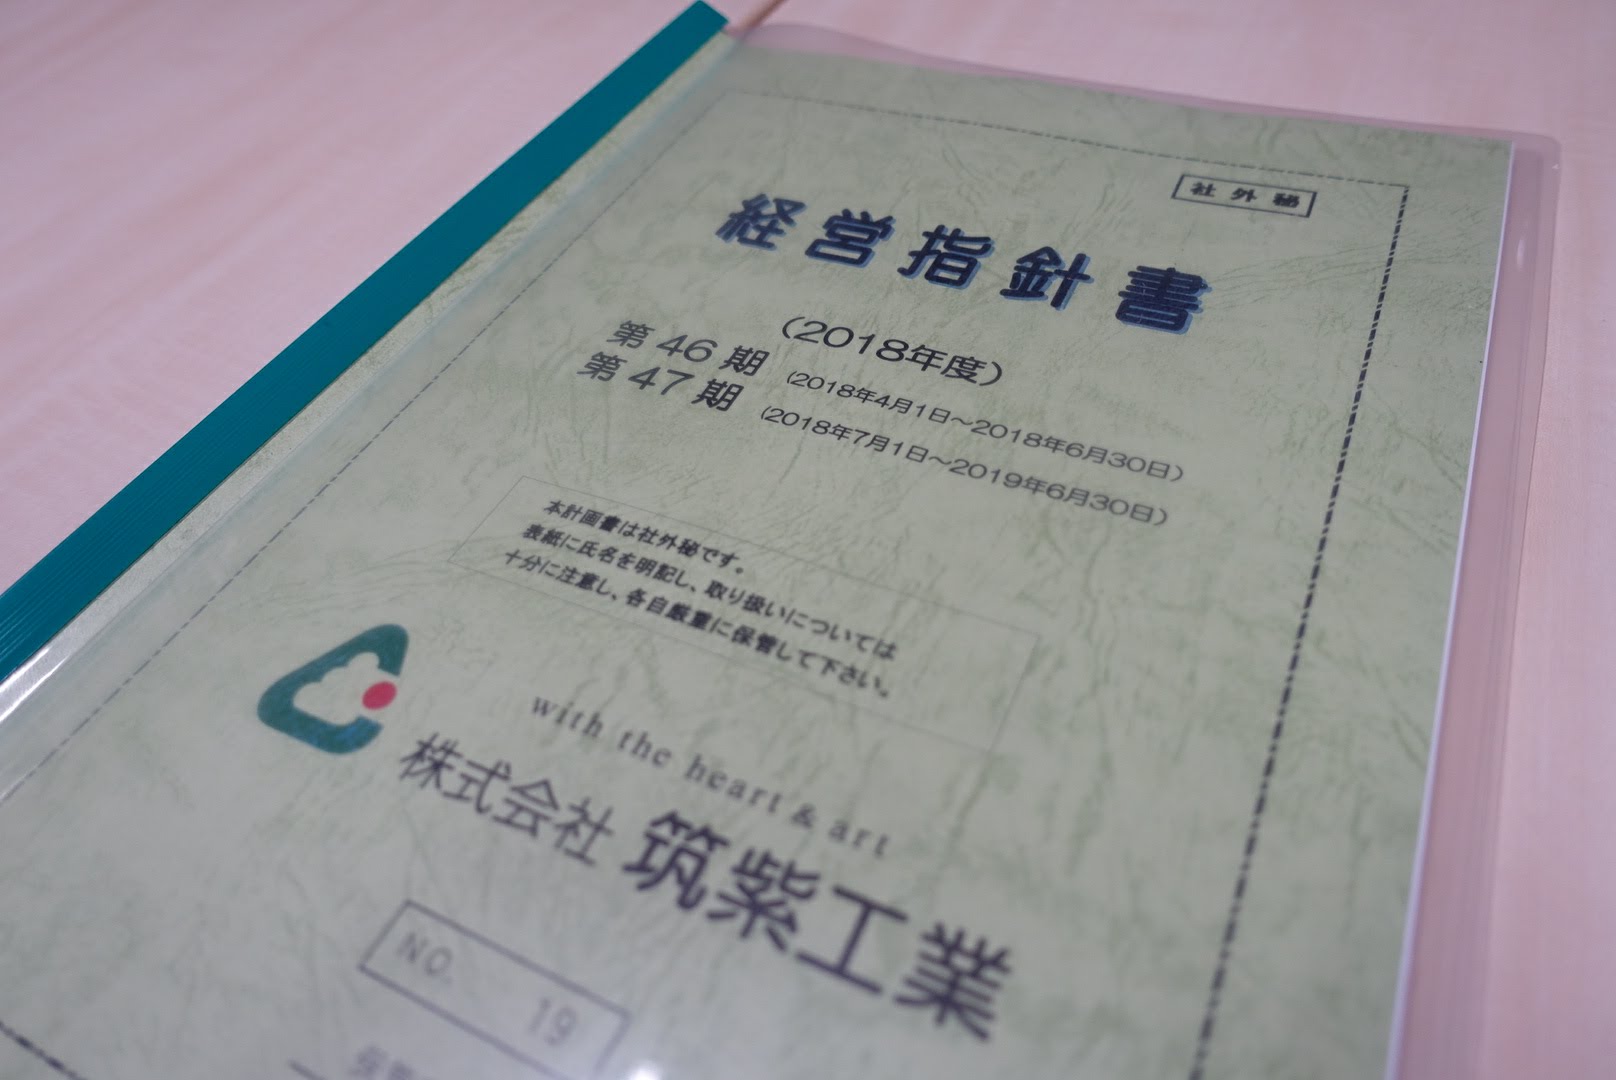 社外秘
経営指針書
（2018年度）
第46期 （2018年4月1日～2018年6月30日）
第47期 （2018年7月1日～2019年6月30日）
本計画書は社外秘です。
表紙に氏名を明記し、取り扱いについては
十分に注意し、各自厳重に保管して下さい。
with the heart & art
株式会社 筑紫工業
NO. 19